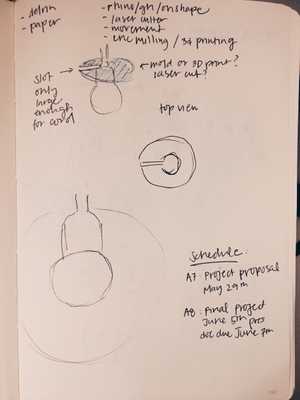 - delrin
- paper
- rhino/gh/onshape
- laser cutter
- movement
- cnc milling / 3d printing
slot
only
large
enough
for cord
← mold or 3D print?
laser cut?
top view
schedule:
A7: Project proposal
May 29th
A8: Final Project
June 5th pres
doc due June 7th